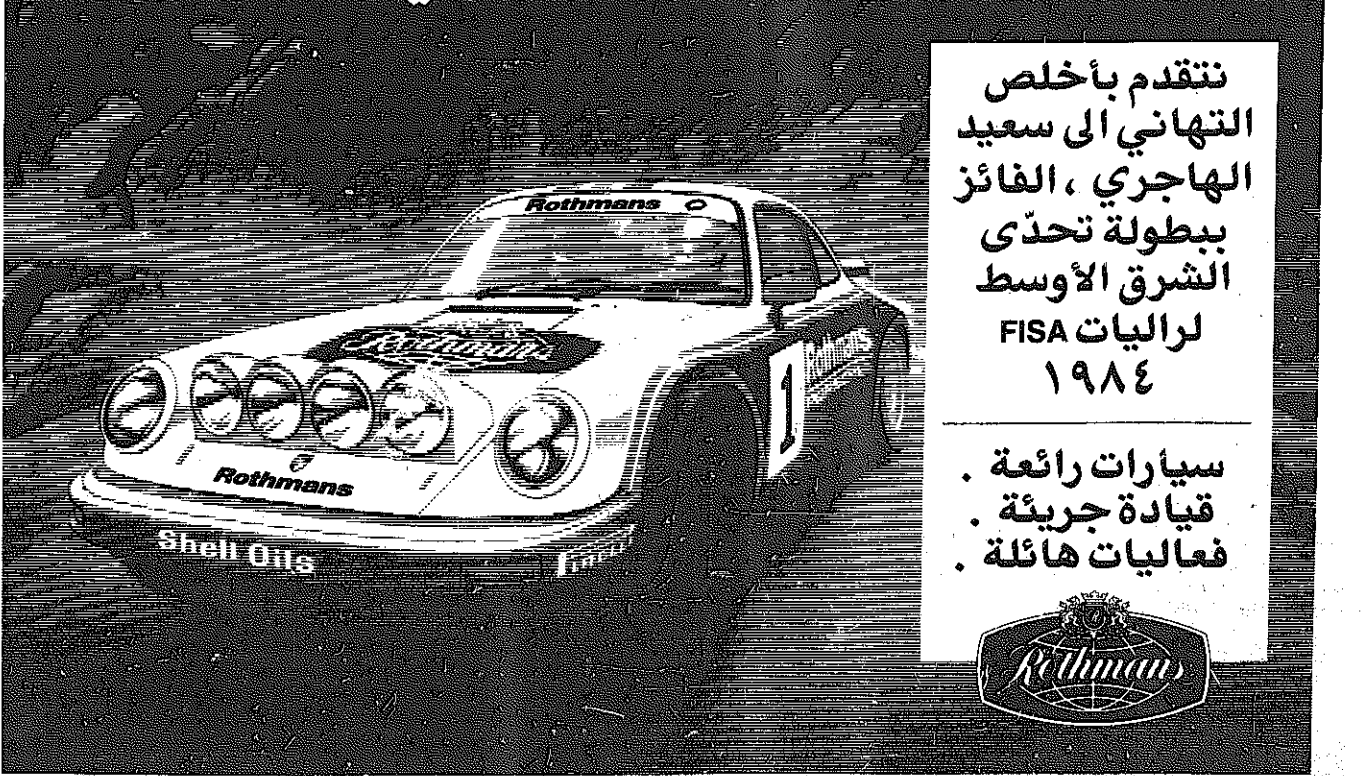 نتقدم بأخلص
التهاني الى سعيد
الهاجري ، الفائز
ببطولة تحدّى
الشرق الأوسط
لراليات FISA
١٩٨٤
سيارات رائعة .
قيادة جريئة .
فعاليات هائلة .
Rothmans
Rothmans
Rothmans
Rothmans
1
Rothmans
Shell Oils